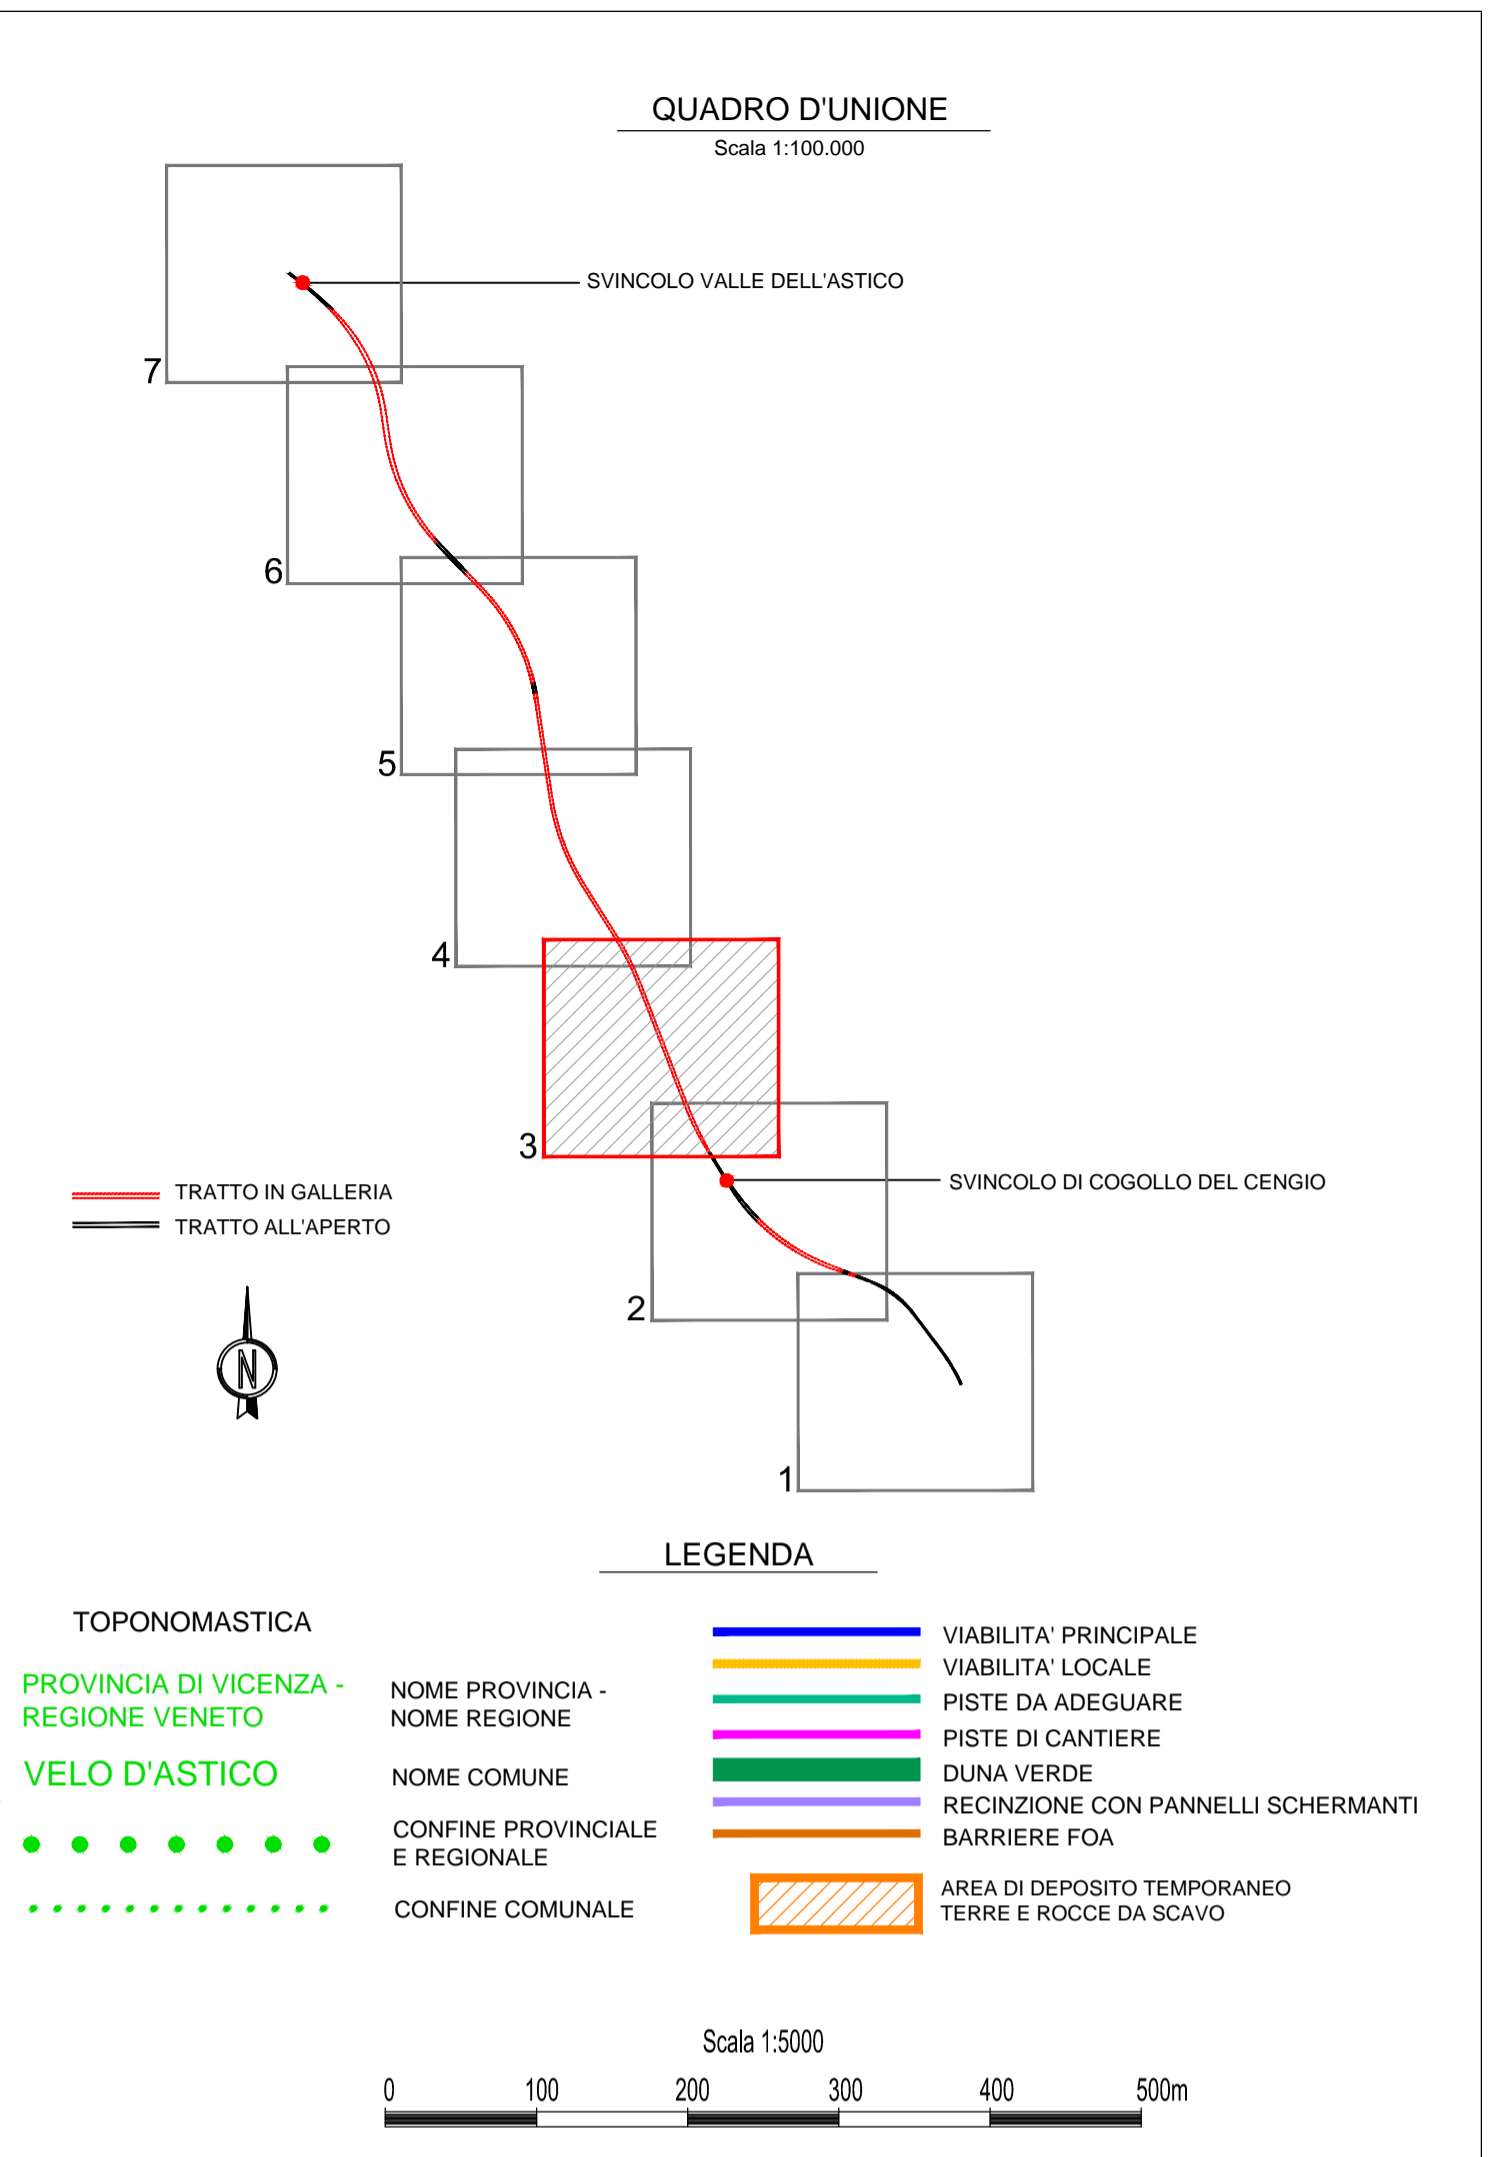 QUADRO D'UNIONE
Scala 1:100.000
SVINCOLO VALLE DELL'ASTICO
7
6
5
4
3
SVINCOLO DI COGOLLO DEL CENGIO
TRATTO IN GALLERIA
TRATTO ALL'APERTO
2
N
1
LEGENDA
TOPONOMASTICA
PROVINCIA DI VICENZA -
REGIONE VENETO
NOME PROVINCIA -
NOME REGIONE
VELO D'ASTICO
NOME COMUNE
CONFINE PROVINCIALE
E REGIONALE
CONFINE COMUNALE
VIABILITA' PRINCIPALE
VIABILITA' LOCALE
PISTE DA ADEGUARE
PISTE DI CANTIERE
DUNA VERDE
RECINZIONE CON PANNELLI SCHERMANTI
BARRIERE FOA
AREA DI DEPOSITO TEMPORANEO
TERRE E ROCCE DA SCAVO
Scala 1:5000
0 100 200 300 400 500m